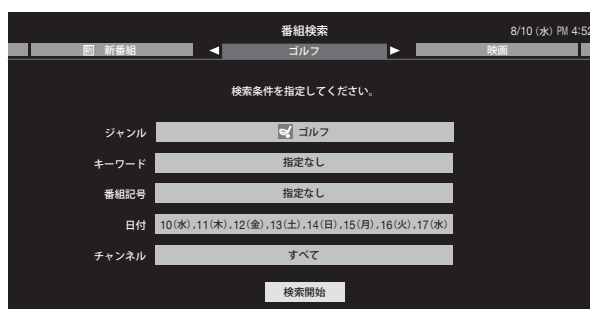 番組検索 8/10 (水) PM 4:52
新番組 ◀ ゴルフ ▶ 映画
検索条件を指定してください。
ジャンル ゴルフ
キーワード 指定なし
番組記号 指定なし
日付 10(水),11(木),12(金),13(土),14(日),15(月),16(火),17(水)
チャンネル すべて
検索開始